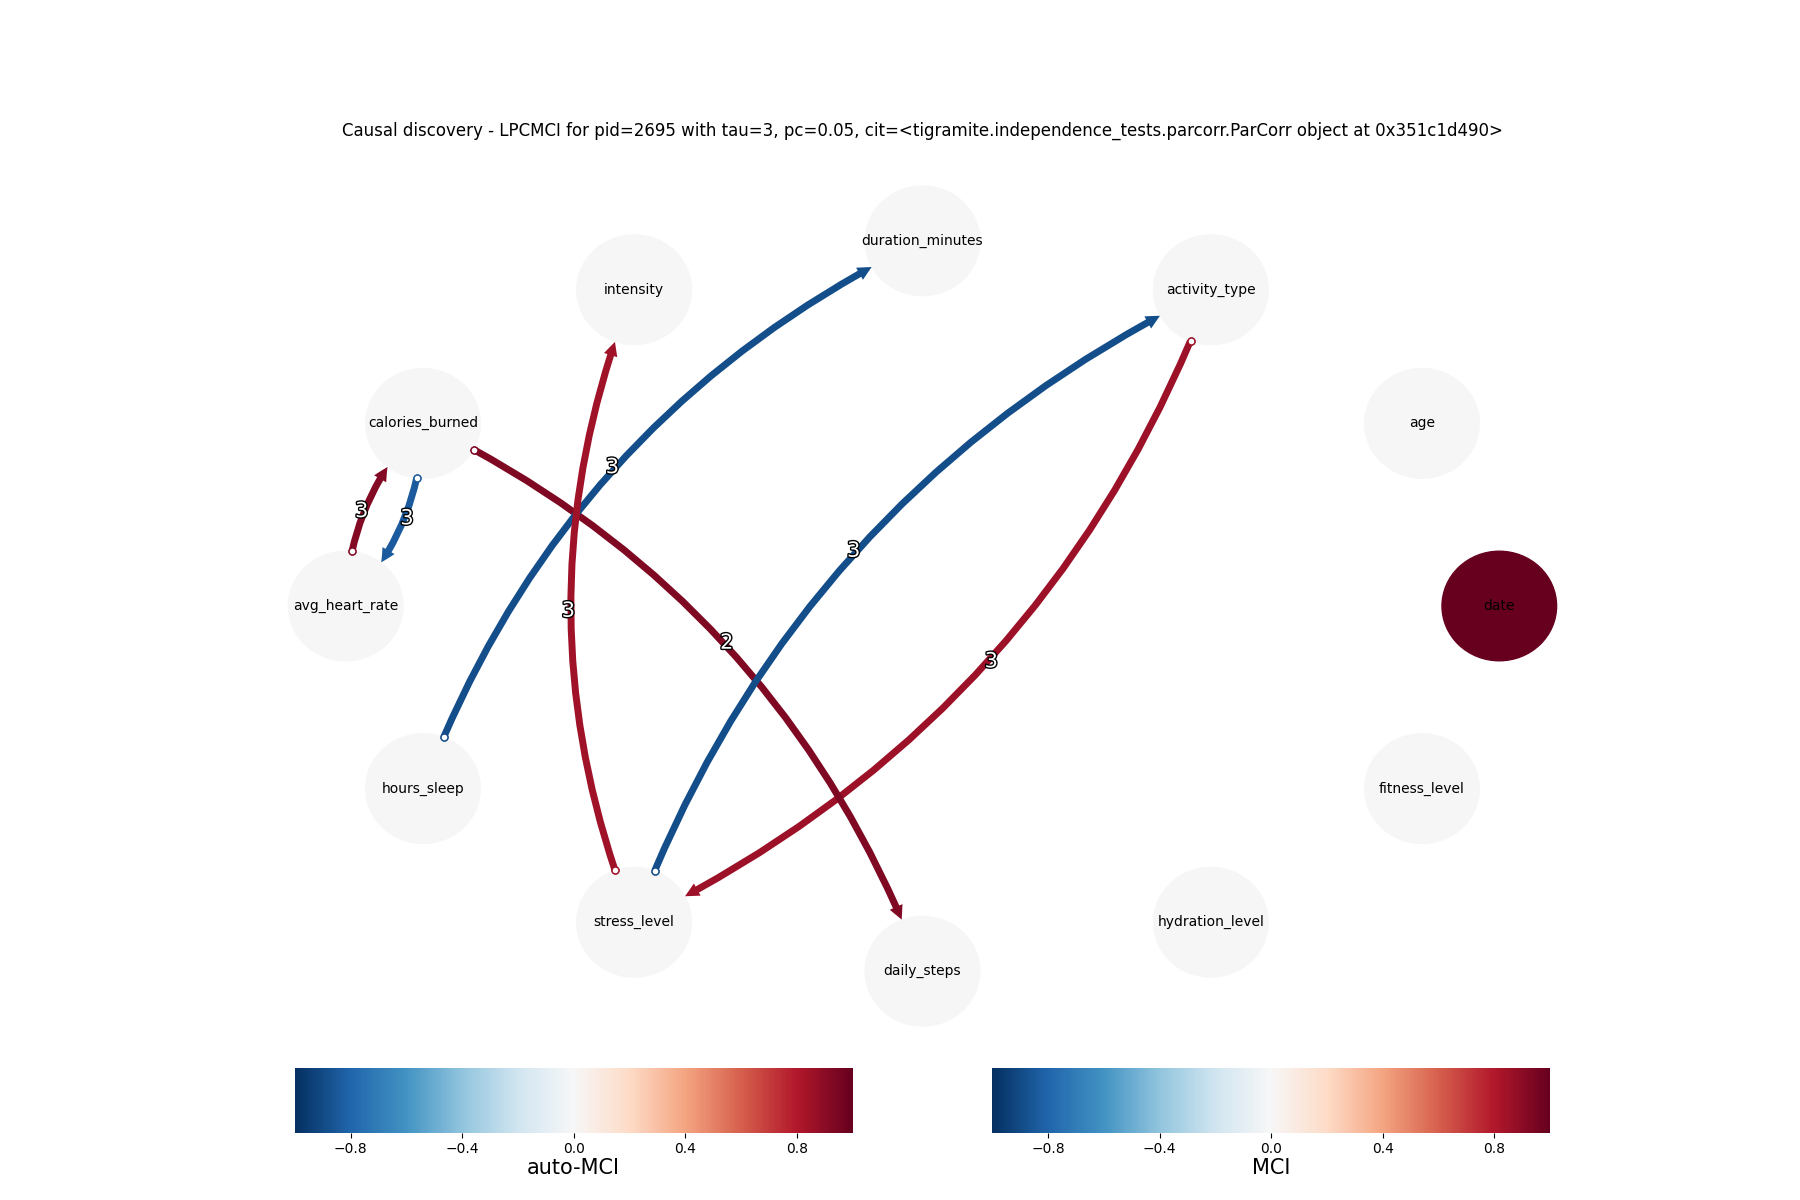 Causal discovery - LPCMCI for pid=2695 with tau=3, pc=0.05, cit=<tigramite.independence_tests.parcorr.ParCorr object at 0x351c1d490>
duration_minutes
intensity
activity_type
calories_burned
age
3
3
3
3
avg_heart_rate
date
3
2
3
hours_sleep
fitness_level
stress_level
hydration_level
daily_steps
−0.8 −0.4 0.0 0.4 0.8
auto-MCI
−0.8 −0.4 0.0 0.4 0.8
MCI